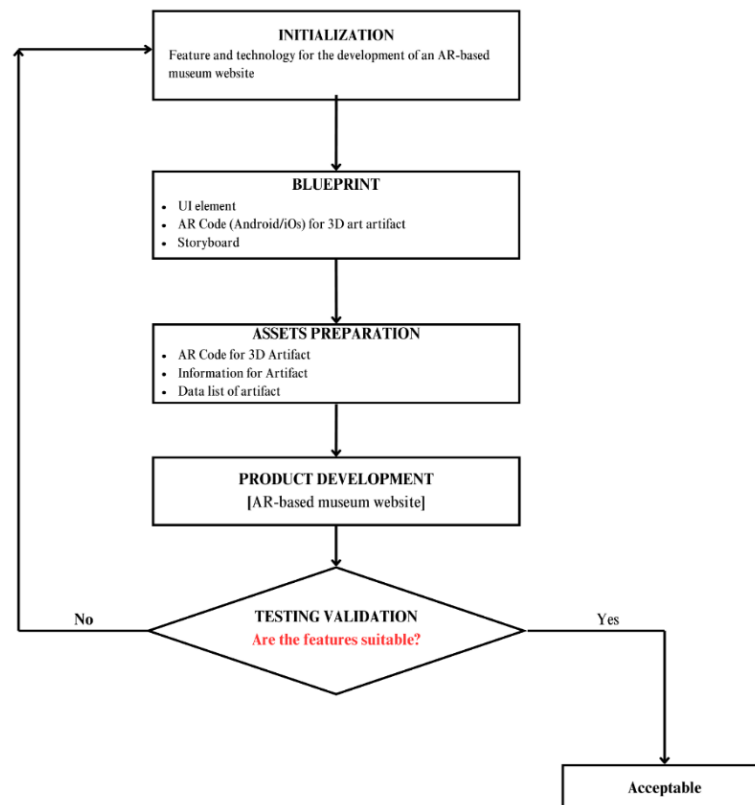 INITIALIZATION
Feature and technology for the development of an AR-based
museum website
BLUEPRINT
• UI element
• AR Code (Android/iOs) for 3D art artifact
• Storyboard
ASSETS PREPARATION
• AR Code for 3D Artifact
• Information for Artifact
• Data list of artifact
PRODUCT DEVELOPMENT
[AR-based museum website]
No
TESTING VALIDATION
Yes
Are the features suitable?
Acceptable